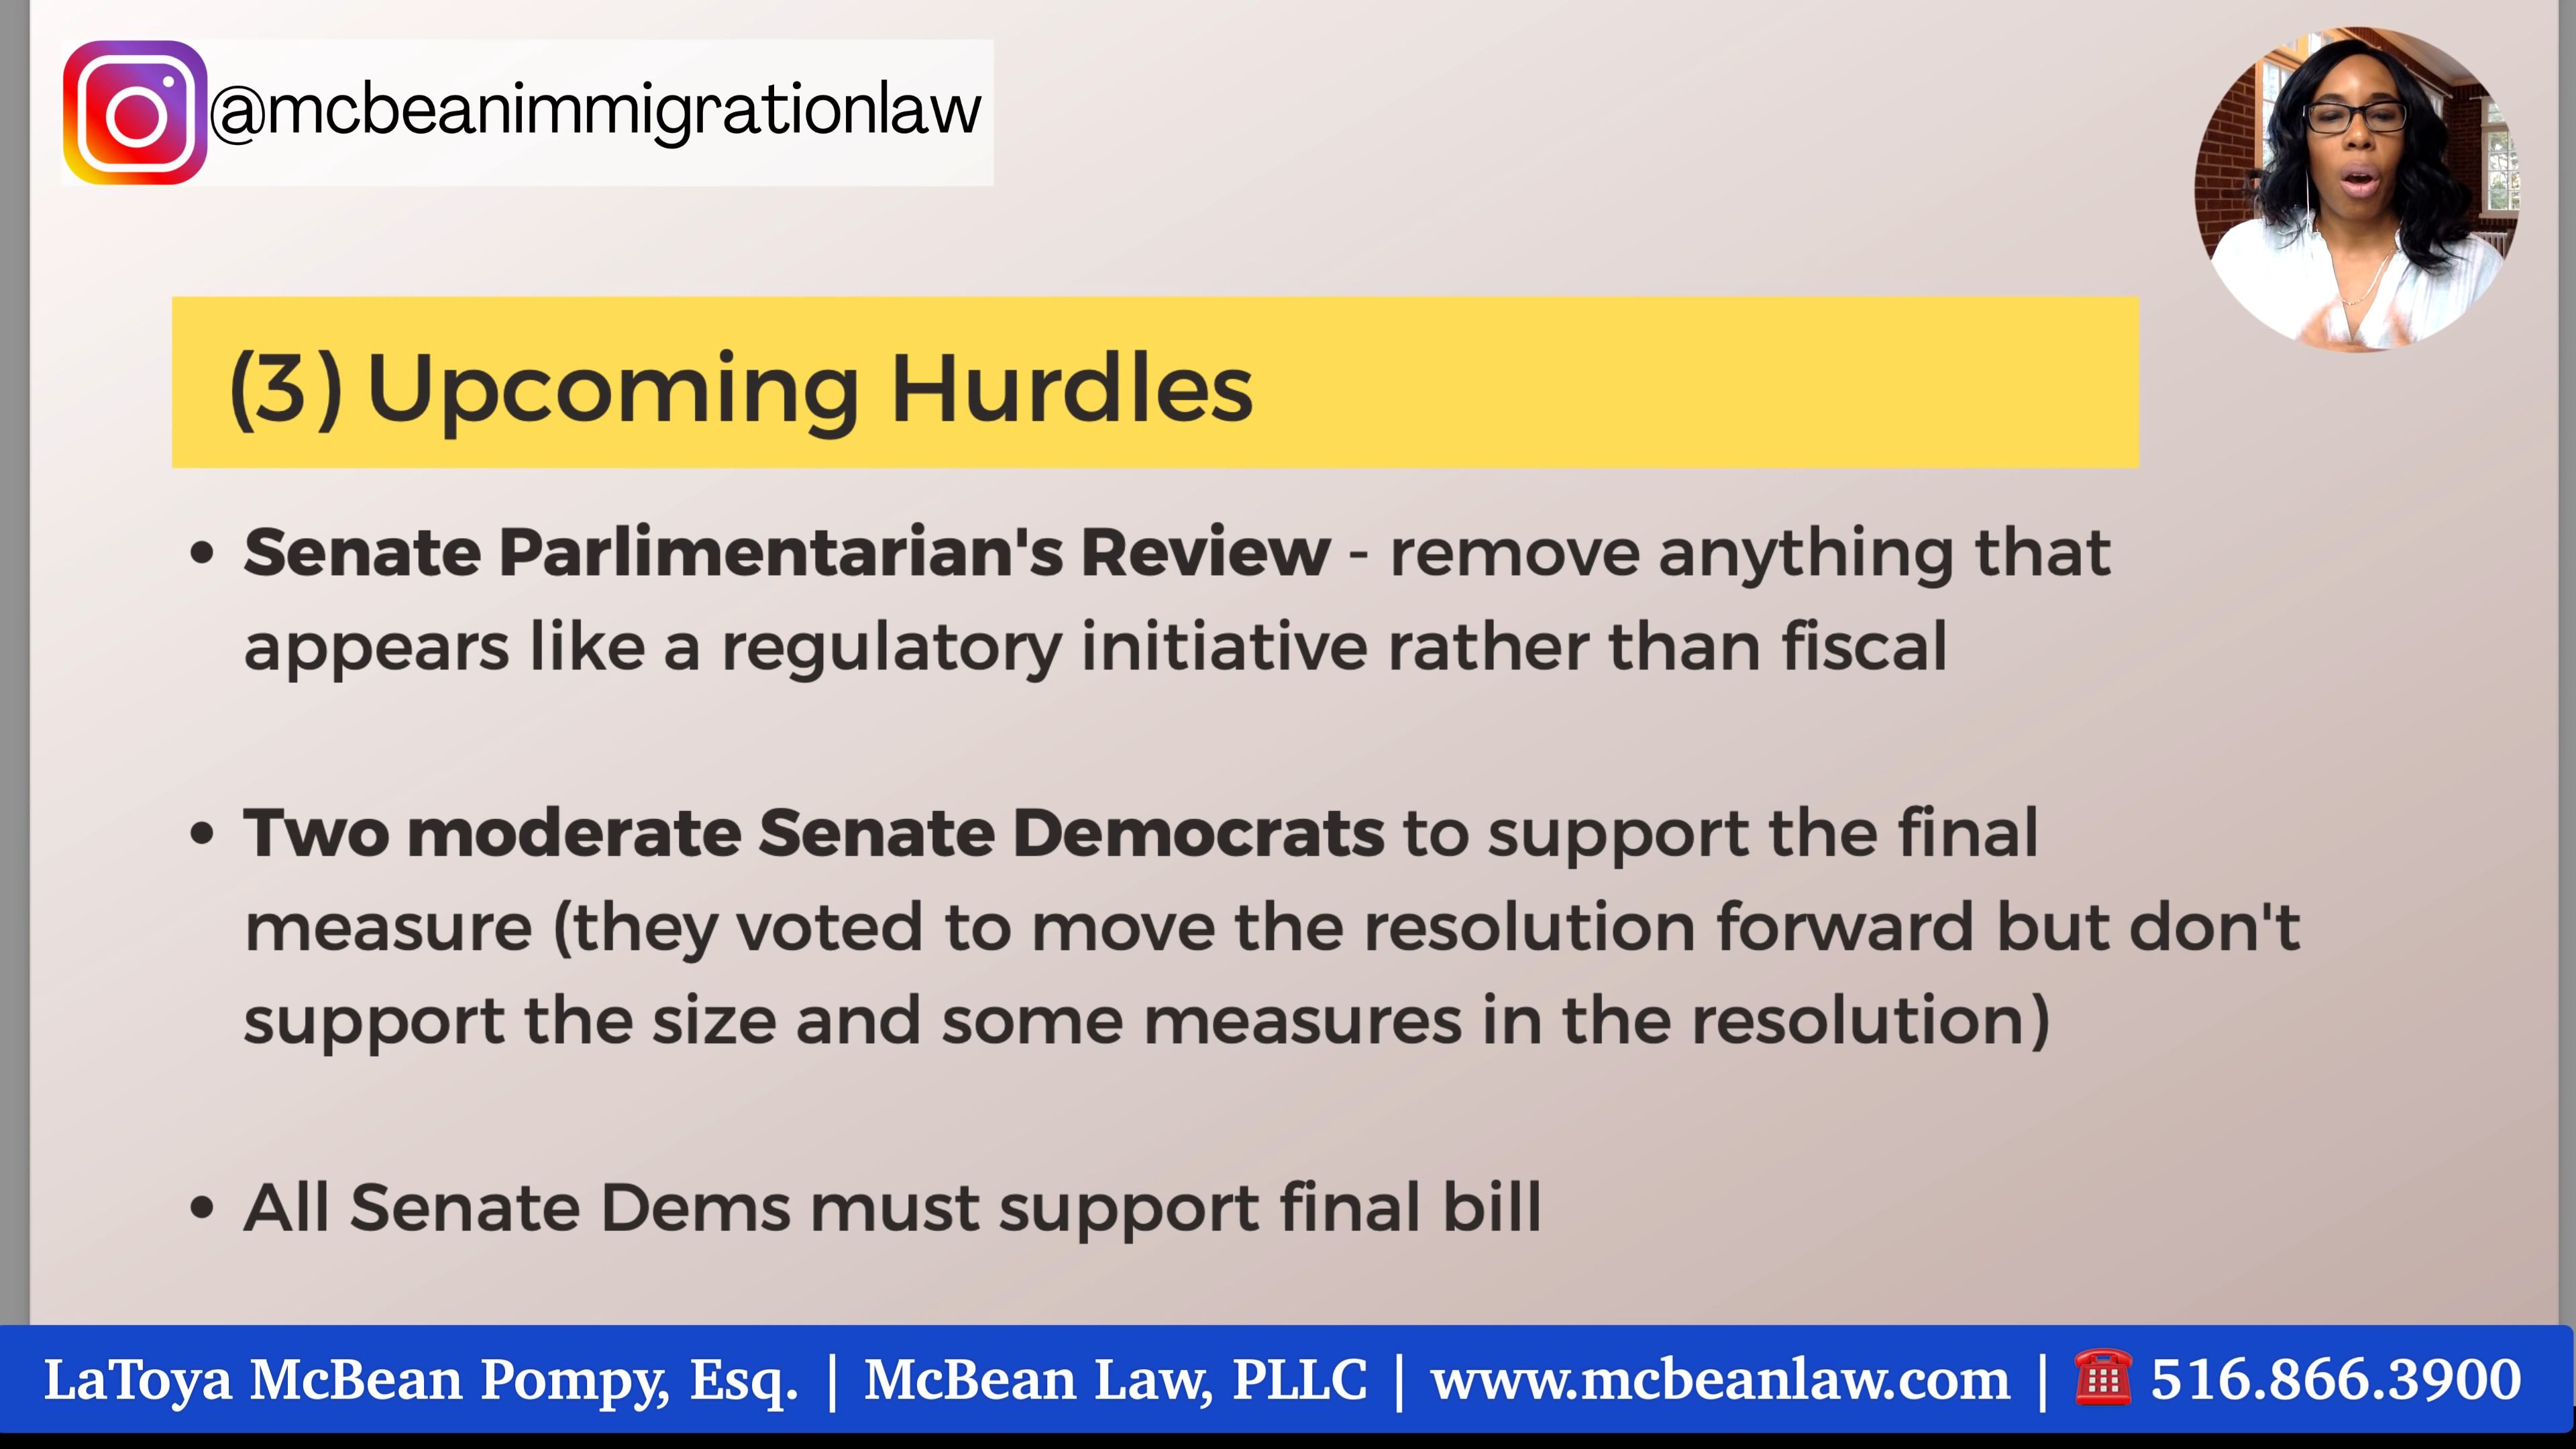 @mcbeanimmigrationlaw
(3) Upcoming Hurdles
• Senate Parlimentarian's Review - remove anything that
appears like a regulatory initiative rather than fiscal
• Two moderate Senate Democrats to support the final
measure (they voted to move the resolution forward but don't
support the size and some measures in the resolution)
• All Senate Dems must support final bill
LaToya McBean Pompy, Esq. | McBean Law, PLLC | www.mcbeanlaw.com | ☎️ 516.866.3900